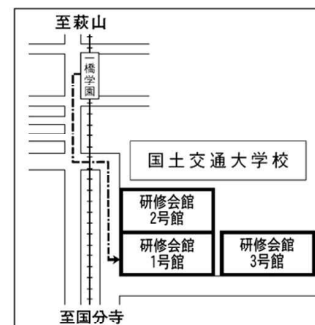 至萩山
一橋学園
国土交通大学校
研修会館
2号館
研修会館
1号館
研修会館
3号館
至国分寺